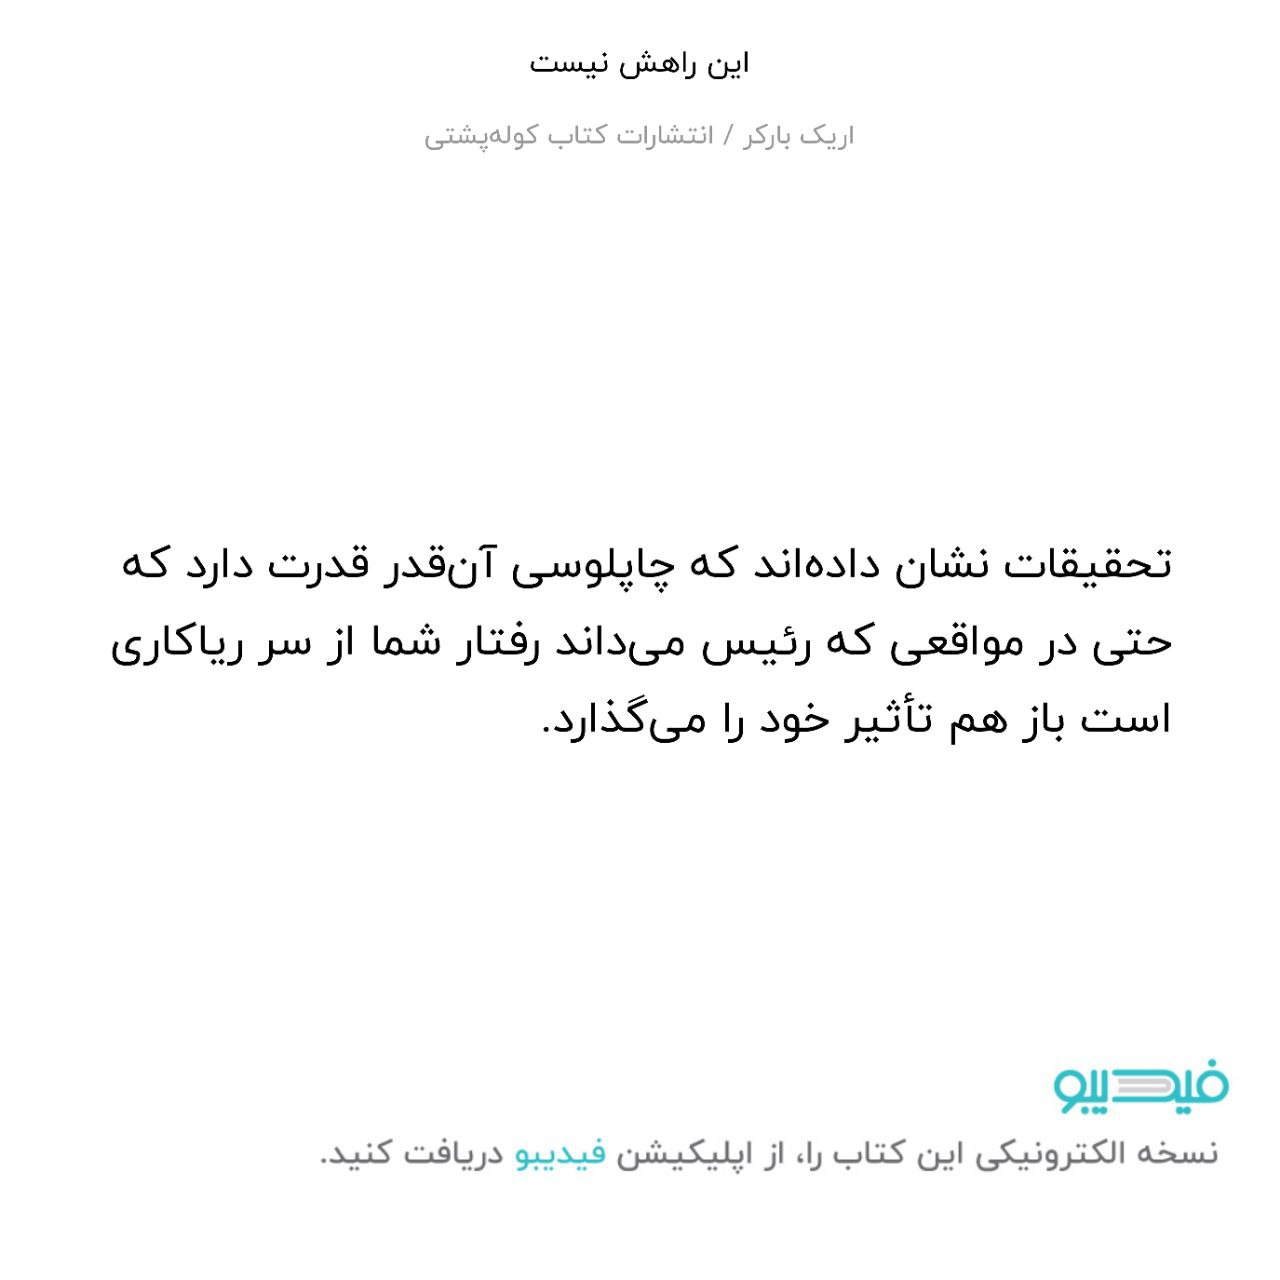 این راهش نیست
اریک بارکر / انتشارات کتاب کوله‌پشتی
تحقیقات نشان داده‌اند که چاپلوسی آن‌قدر قدرت دارد که
حتی در مواقعی که رئیس می‌داند رفتار شما از سر ریاکاری
است باز هم تأثیر خود را می‌گذارد.
فیدیبو
نسخه الکترونیکی این کتاب را، از اپلیکیشن فیدیبو دریافت کنید.